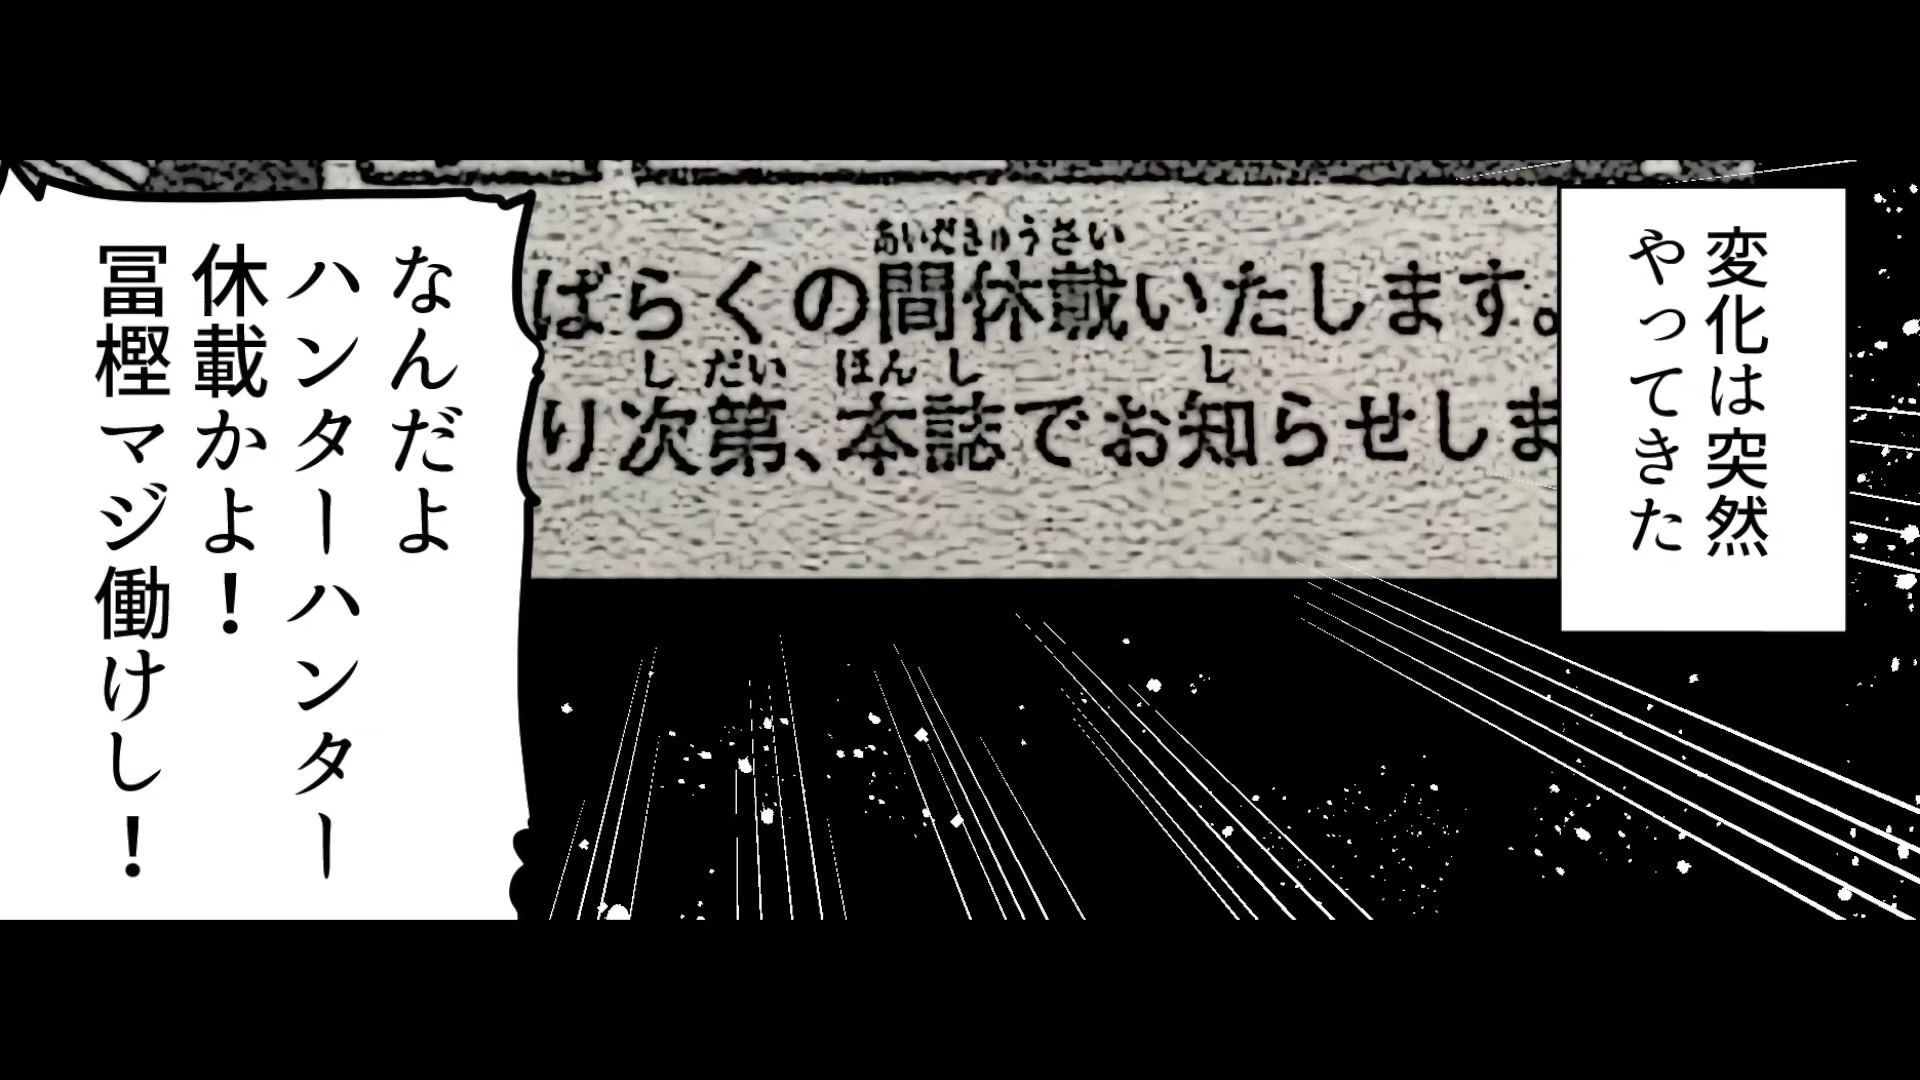 変化は突然
やってきた
あいだきゅうさい
ばらくの間休載いたします。
しだい ほんし し
り次第、本誌でお知らせしま
なんだよ
ハンターハンター
休載かよ！
冨樫マジ働けし！